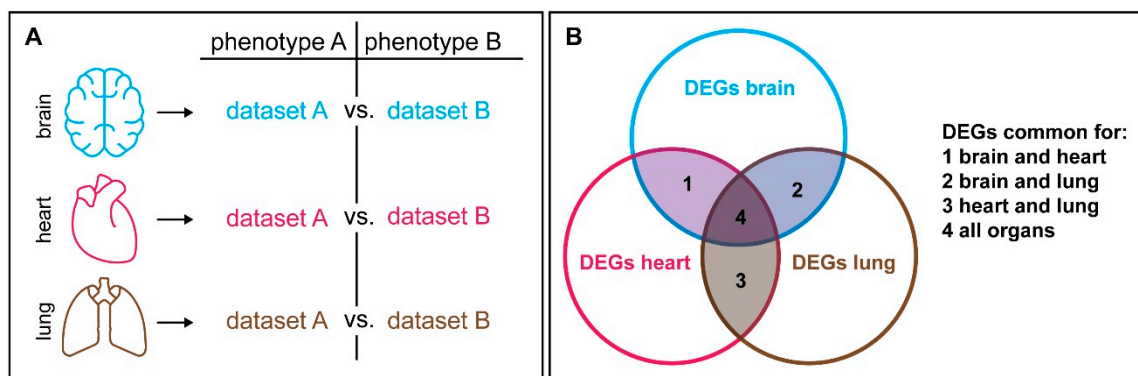 A
phenotype A phenotype B
brain
dataset A vs. dataset B
heart
dataset A vs. dataset B
lung
dataset A vs. dataset B
B
DEGs brain
1
2
4
DEGs heart
DEGs lung
3
DEGs common for:
1 brain and heart
2 brain and lung
3 heart and lung
4 all organs